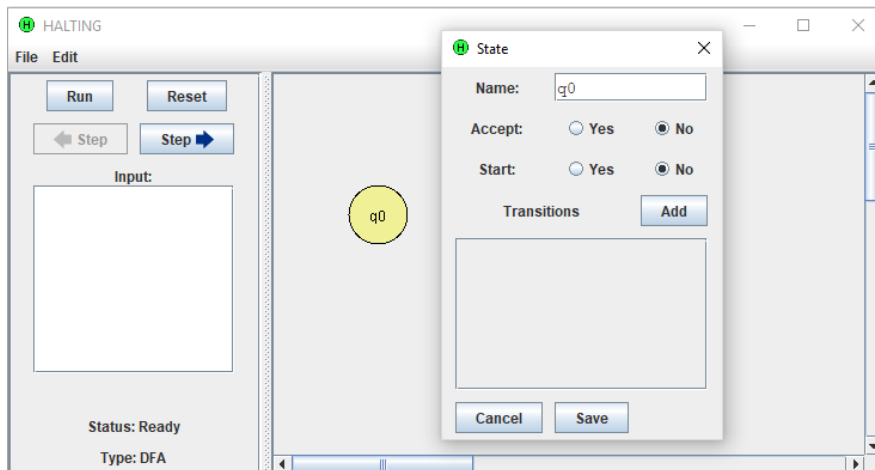 HALTING
File Edit
Run Reset
Step Step
Input:
q0
Status: Ready
Type: DFA
State
Name: q0
Accept: Yes No
Start: Yes No
Transitions Add
Cancel Save